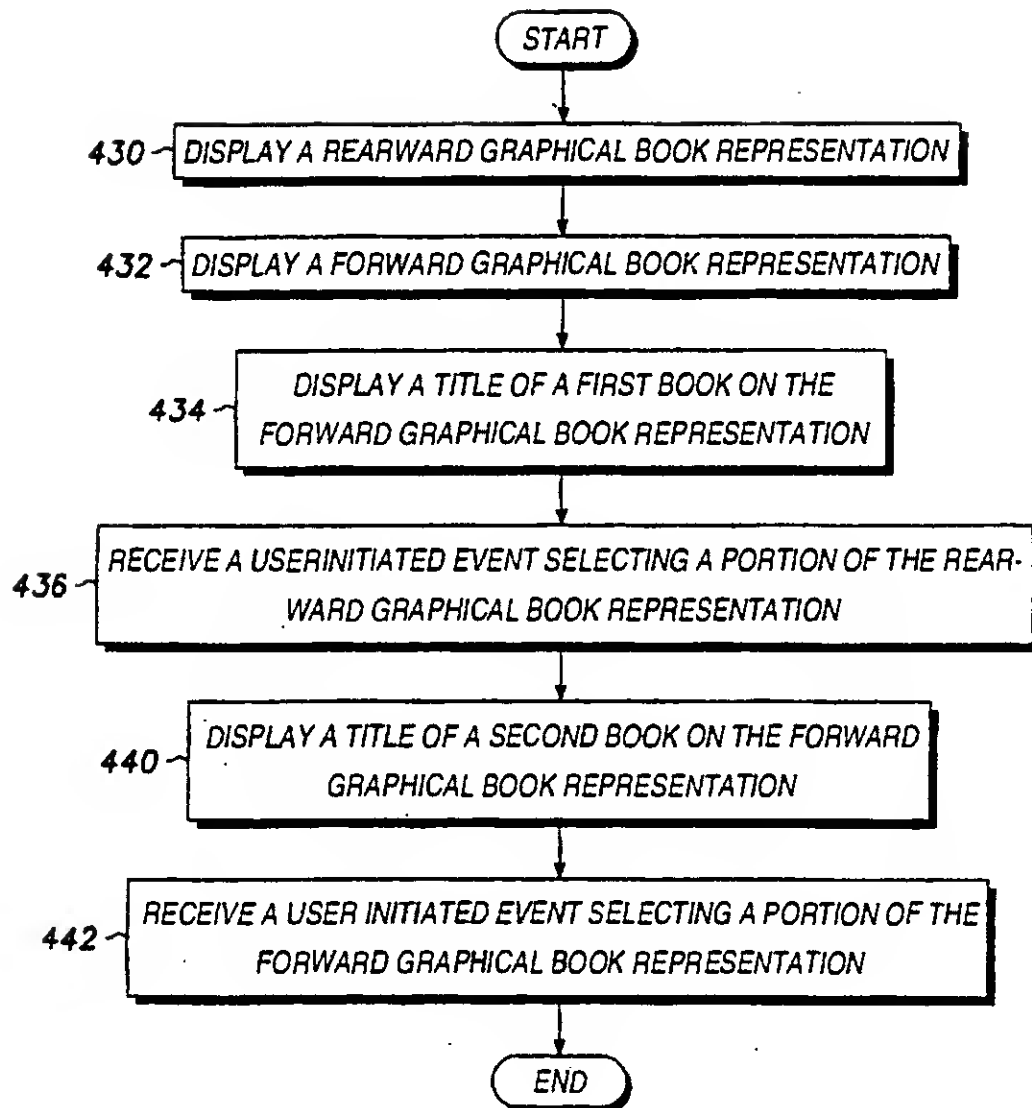 START
430 DISPLAY A REARWARD GRAPHICAL BOOK REPRESENTATION
432 DISPLAY A FORWARD GRAPHICAL BOOK REPRESENTATION
DISPLAY A TITLE OF A FIRST BOOK ON THE
434
FORWARD GRAPHICAL BOOK REPRESENTATION
RECEIVE A USERINITIATED EVENT SELECTING A PORTION OF THE REAR-
436
WARD GRAPHICAL BOOK REPRESENTATION
DISPLAY A TITLE OF A SECOND BOOK ON THE FORWARD
440
GRAPHICAL BOOK REPRESENTATION
RECEIVE A USER INITIATED EVENT SELECTING A PORTION OF THE
442
FORWARD GRAPHICAL BOOK REPRESENTATION
END